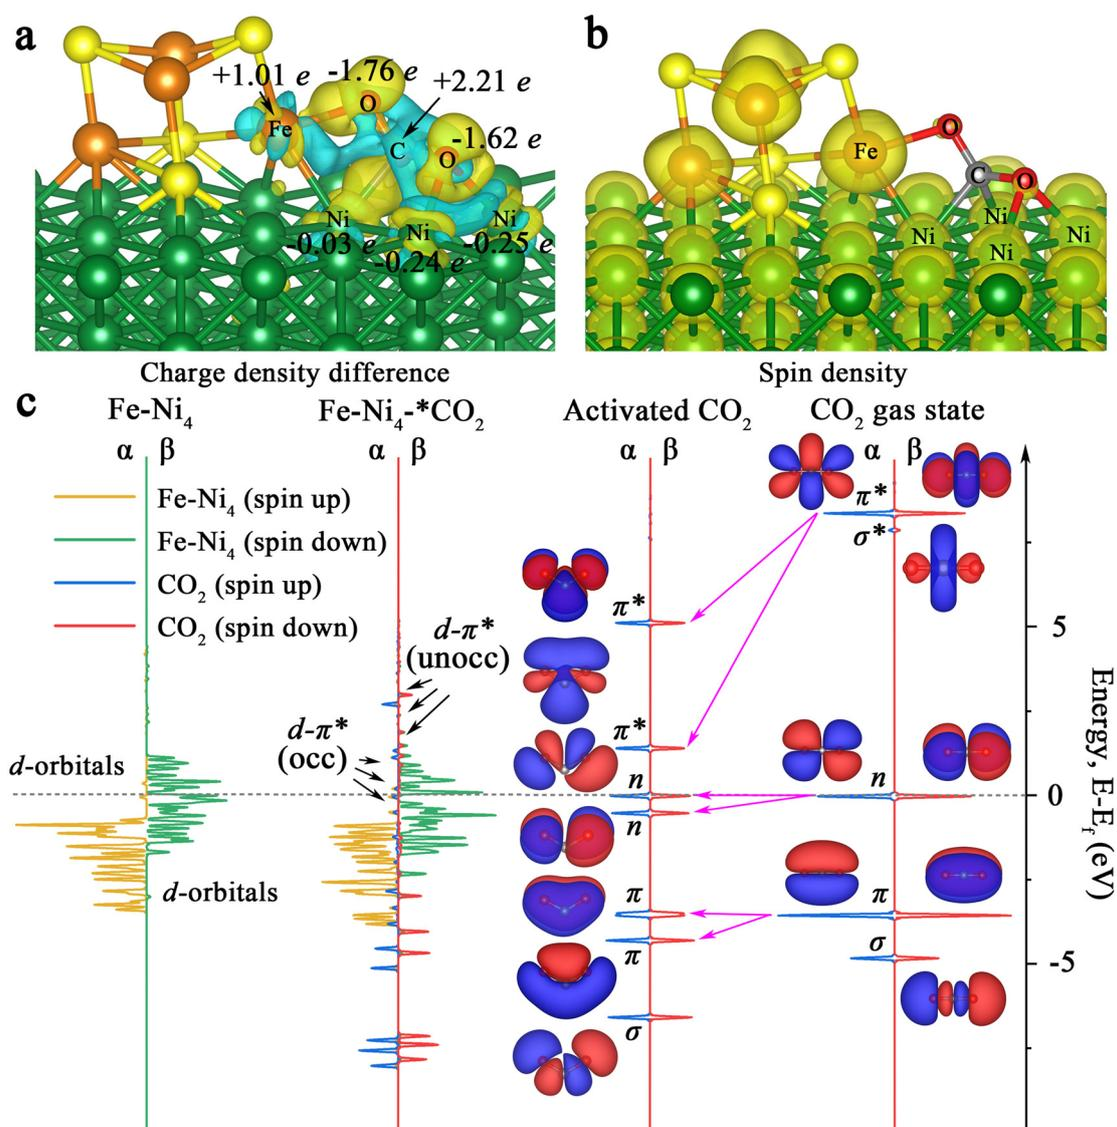 a
+1.01 e
-1.76 e
+2.21 e
O
Fe
C
O
-1.62 e
Ni
Ni
Ni
-0.03 e
-0.24 e
-0.25 e
Charge density difference
b
Fe
O
C
O
Ni
Ni
Ni
Ni
Spin density
c
Fe-Ni₄
Fe-Ni₄-*CO₂
Activated CO₂
CO₂ gas state
α β
α β
α β
α β
Fe-Ni₄ (spin up)
Fe-Ni₄ (spin down)
CO₂ (spin up)
CO₂ (spin down)
d-orbitals
d-orbitals
d-π*
(unocc)
d-π*
(occ)
π*
π*
n
n
π
π
σ
π*
σ*
n
π
σ
5
0
-5
Energy, E-E_f (eV)